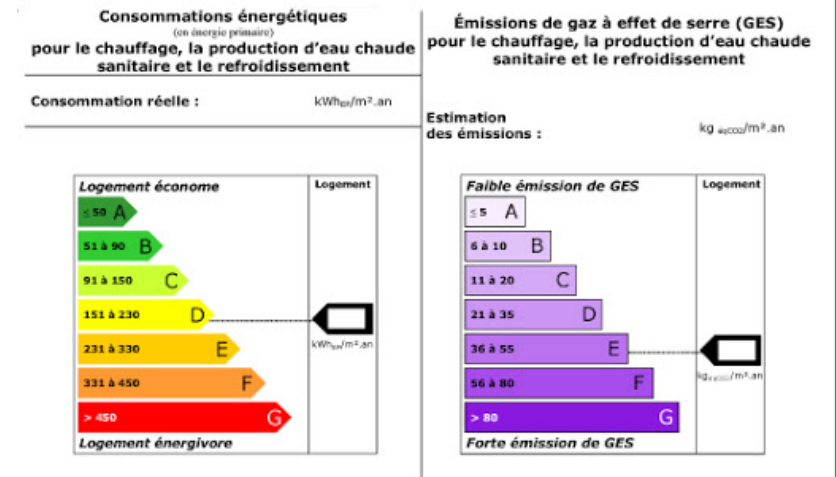 Consommations énergétiques
(en énergie primaire)
pour le chauffage, la production d'eau chaude
sanitaire et le refroidissement
Consommation réelle : kWhEP/m².an
Logement économe
Logement
≤ 50 A
51 à 90 B
91 à 150 C
151 à 230 D
231 à 330 E
331 à 450 F
> 450 G
kWhEP/m².an
Logement énergivore
Émissions de gaz à effet de serre (GES)
pour le chauffage, la production d'eau chaude
sanitaire et le refroidissement
Estimation
des émissions : kg éqCO2/m².an
Faible émission de GES
Logement
≤ 5 A
6 à 10 B
11 à 20 C
21 à 35 D
36 à 55 E
56 à 80 F
> 80 G
kg éqCO2/m².an
Forte émission de GES